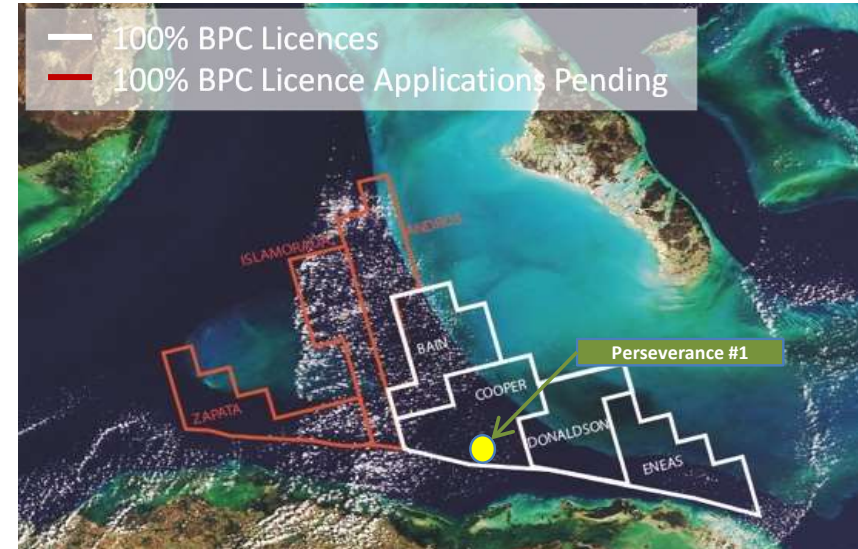 100% BPC Licences
100% BPC Licence Applications Pending
ISLAMORADA
ANDROS
BAIN
Perseverance #1
COOPER
ZAPATA
DONALDSON
ENEAS